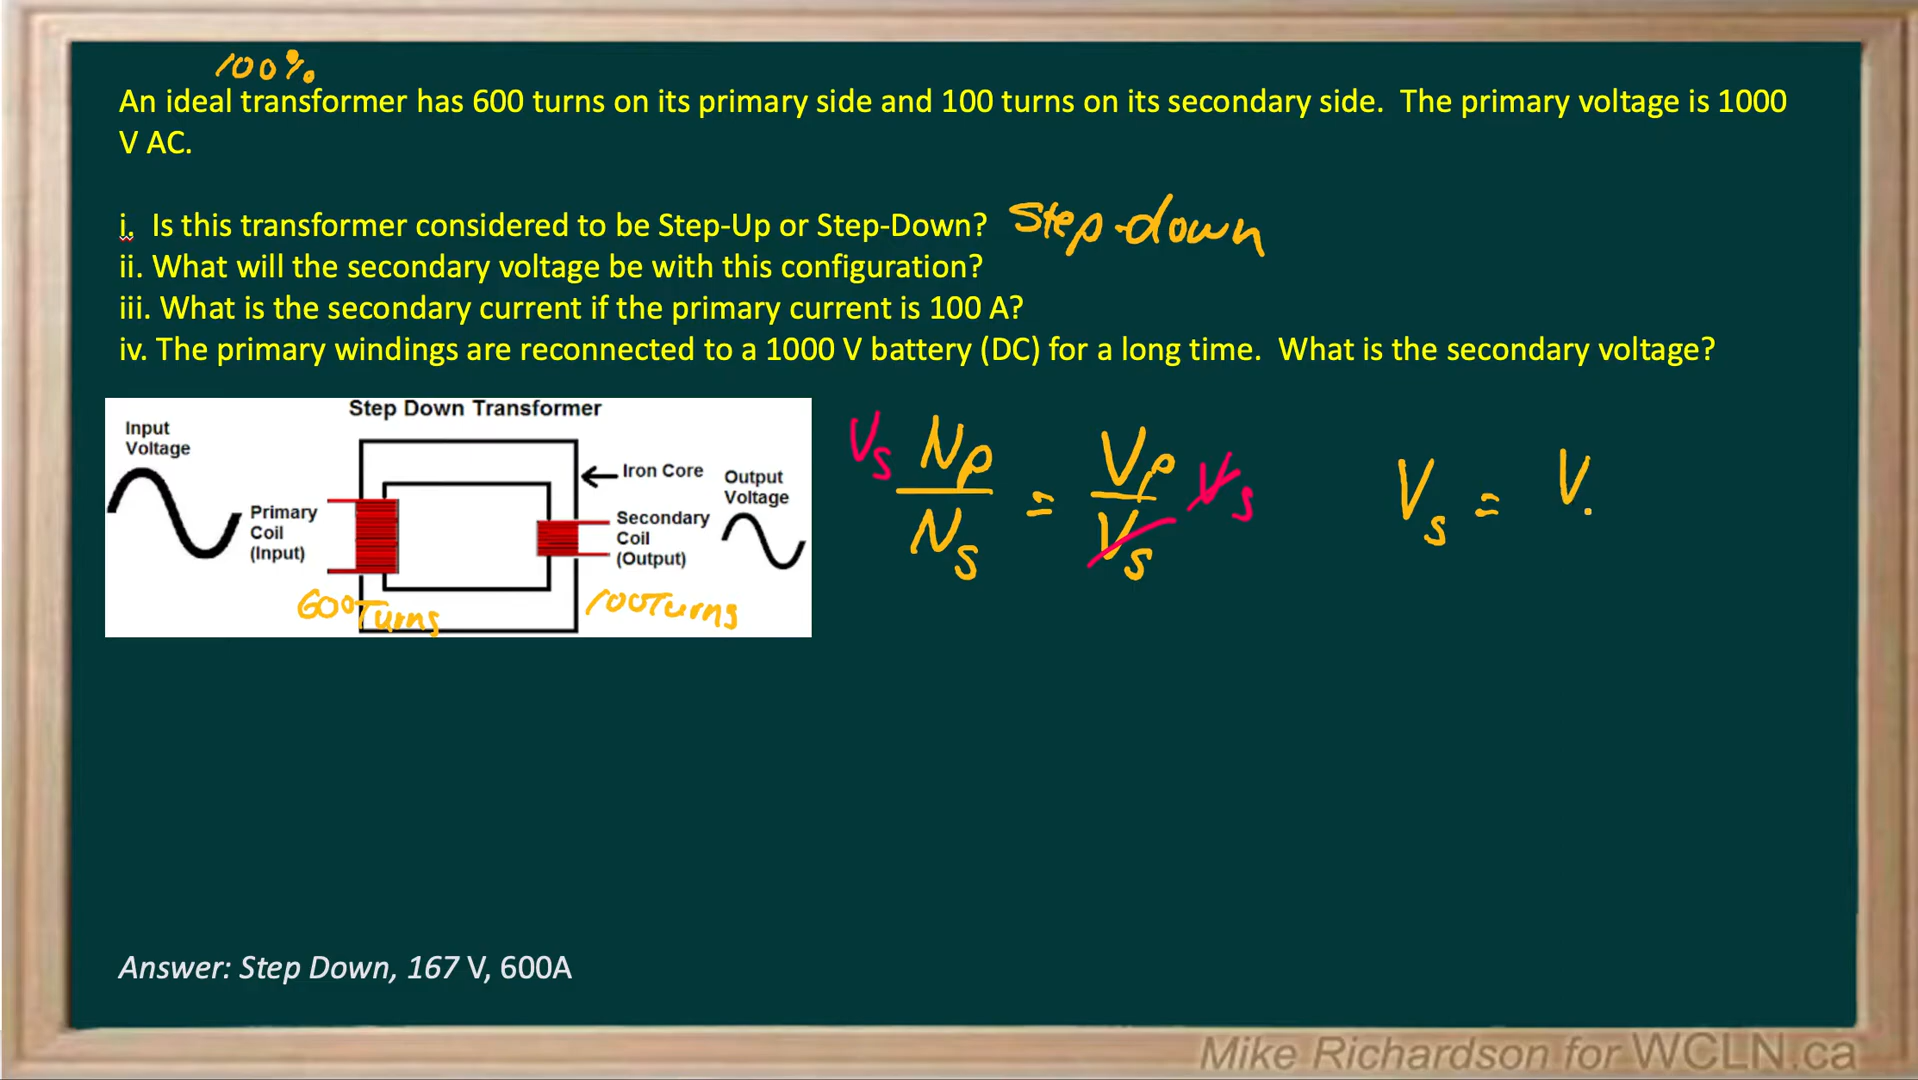 100%
An ideal transformer has 600 turns on its primary side and 100 turns on its secondary side.  The primary voltage is 1000
V AC.
i.  Is this transformer considered to be Step-Up or Step-Down? Step-down
ii. What will the secondary voltage be with this configuration?
iii. What is the secondary current if the primary current is 100 A?
iv. The primary windings are reconnected to a 1000 V battery (DC) for a long time.  What is the secondary voltage?
Step Down Transformer
Input
Voltage
Iron Core
Output
Voltage
Primary
Coil
(Input)
Secondary
Coil
(Output)
600Turns
100Turns
Vs Np = Vp Vs
Ns Vs
Vs = V.
Answer: Step Down, 167 V, 600A
Mike Richardson for WCLN.ca